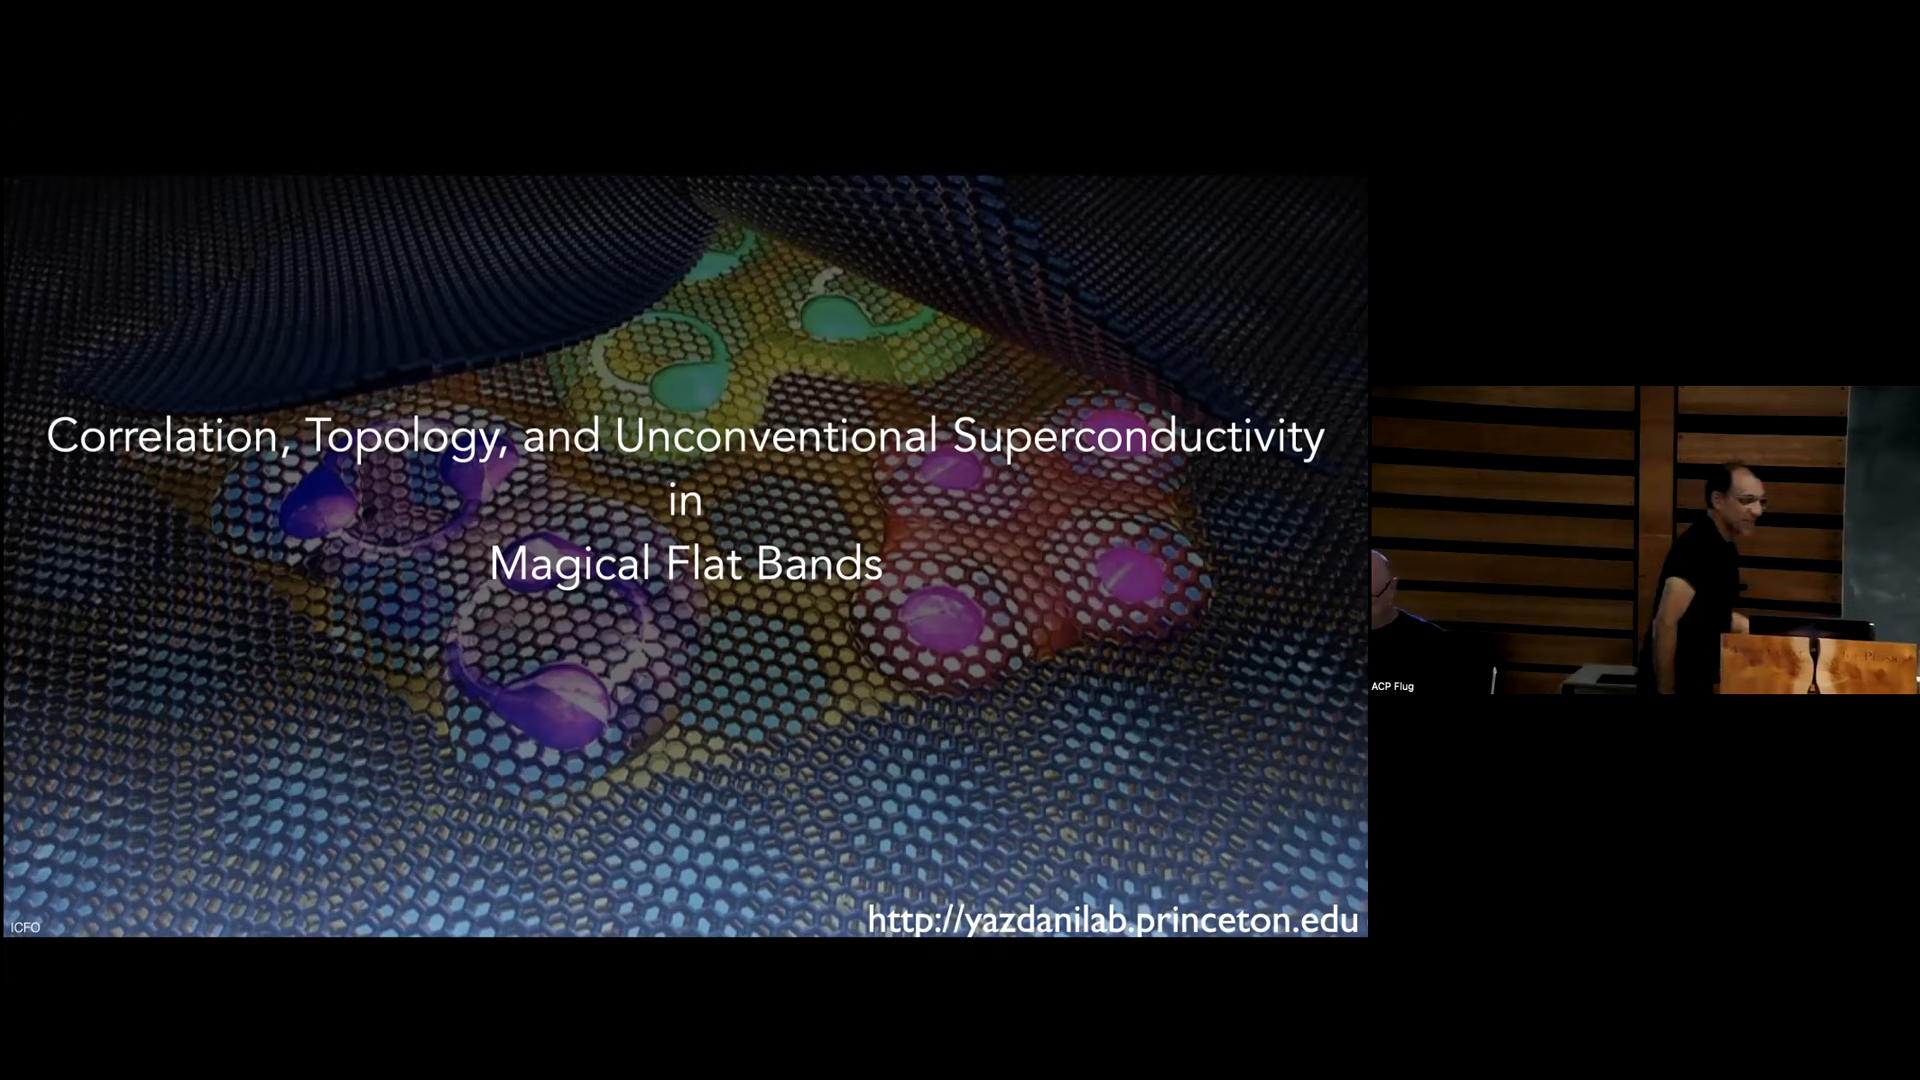 Correlation, Topology, and Unconventional Superconductivity
in
Magical Flat Bands
ICFO
http://yazdanilab.princeton.edu
ACP Flug